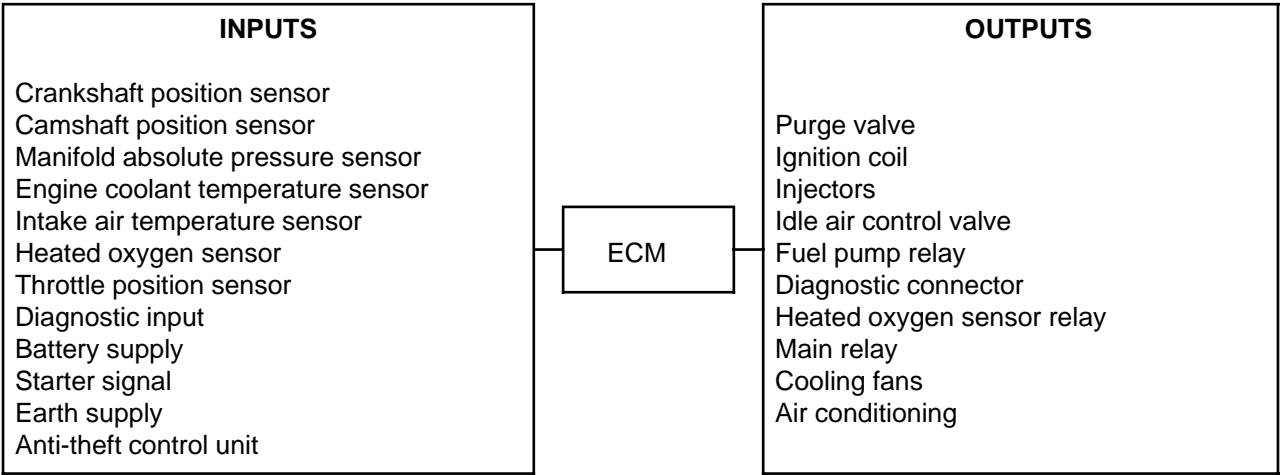 INPUTS
Crankshaft position sensor
Camshaft position sensor
Manifold absolute pressure sensor
Engine coolant temperature sensor
Intake air temperature sensor
Heated oxygen sensor
Throttle position sensor
Diagnostic input
Battery supply
Starter signal
Earth supply
Anti-theft control unit
ECM
OUTPUTS
Purge valve
Ignition coil
Injectors
Idle air control valve
Fuel pump relay
Diagnostic connector
Heated oxygen sensor relay
Main relay
Cooling fans
Air conditioning